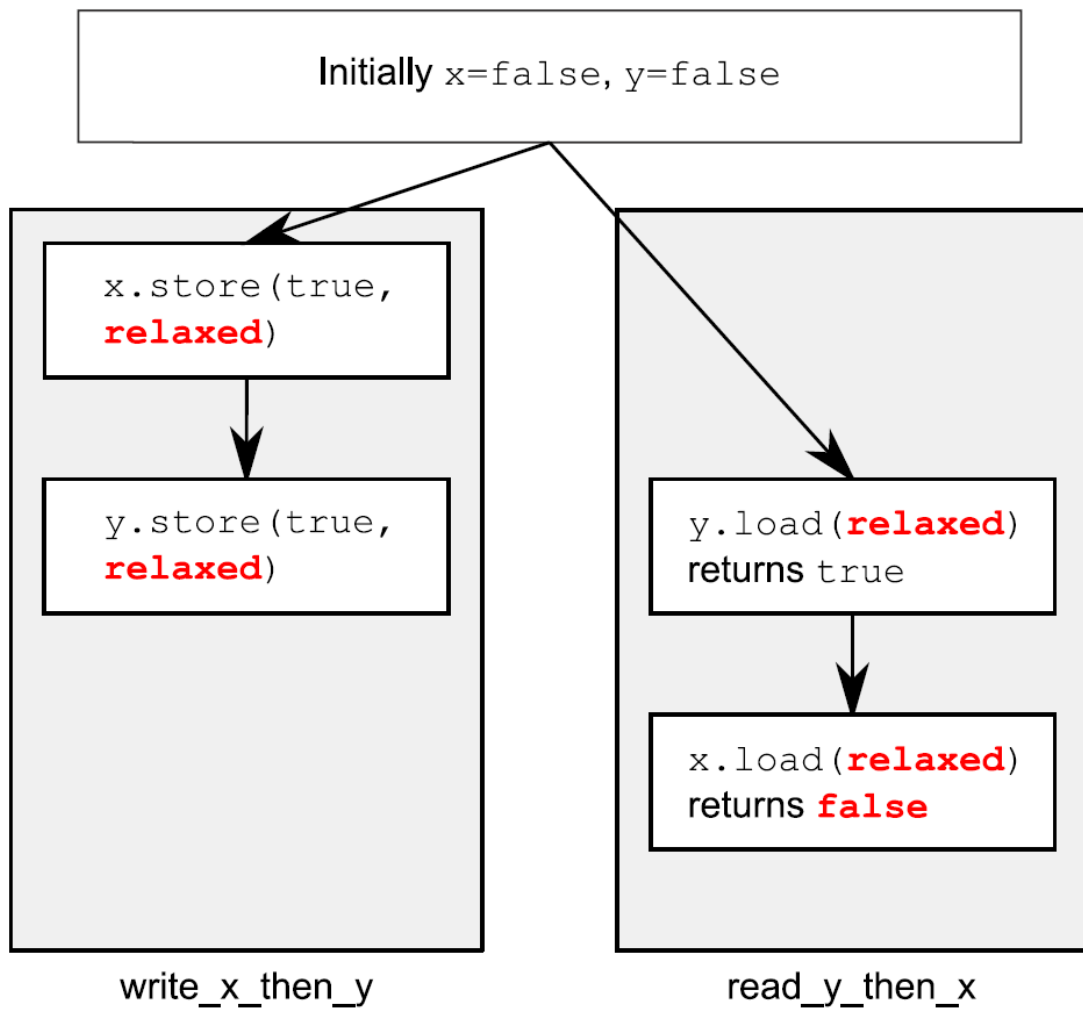 Initially x=false, y=false
x.store(true,
relaxed)
y.store(true,
relaxed)
y.load(relaxed)
returns true
x.load(relaxed)
returns false
write_x_then_y
read_y_then_x